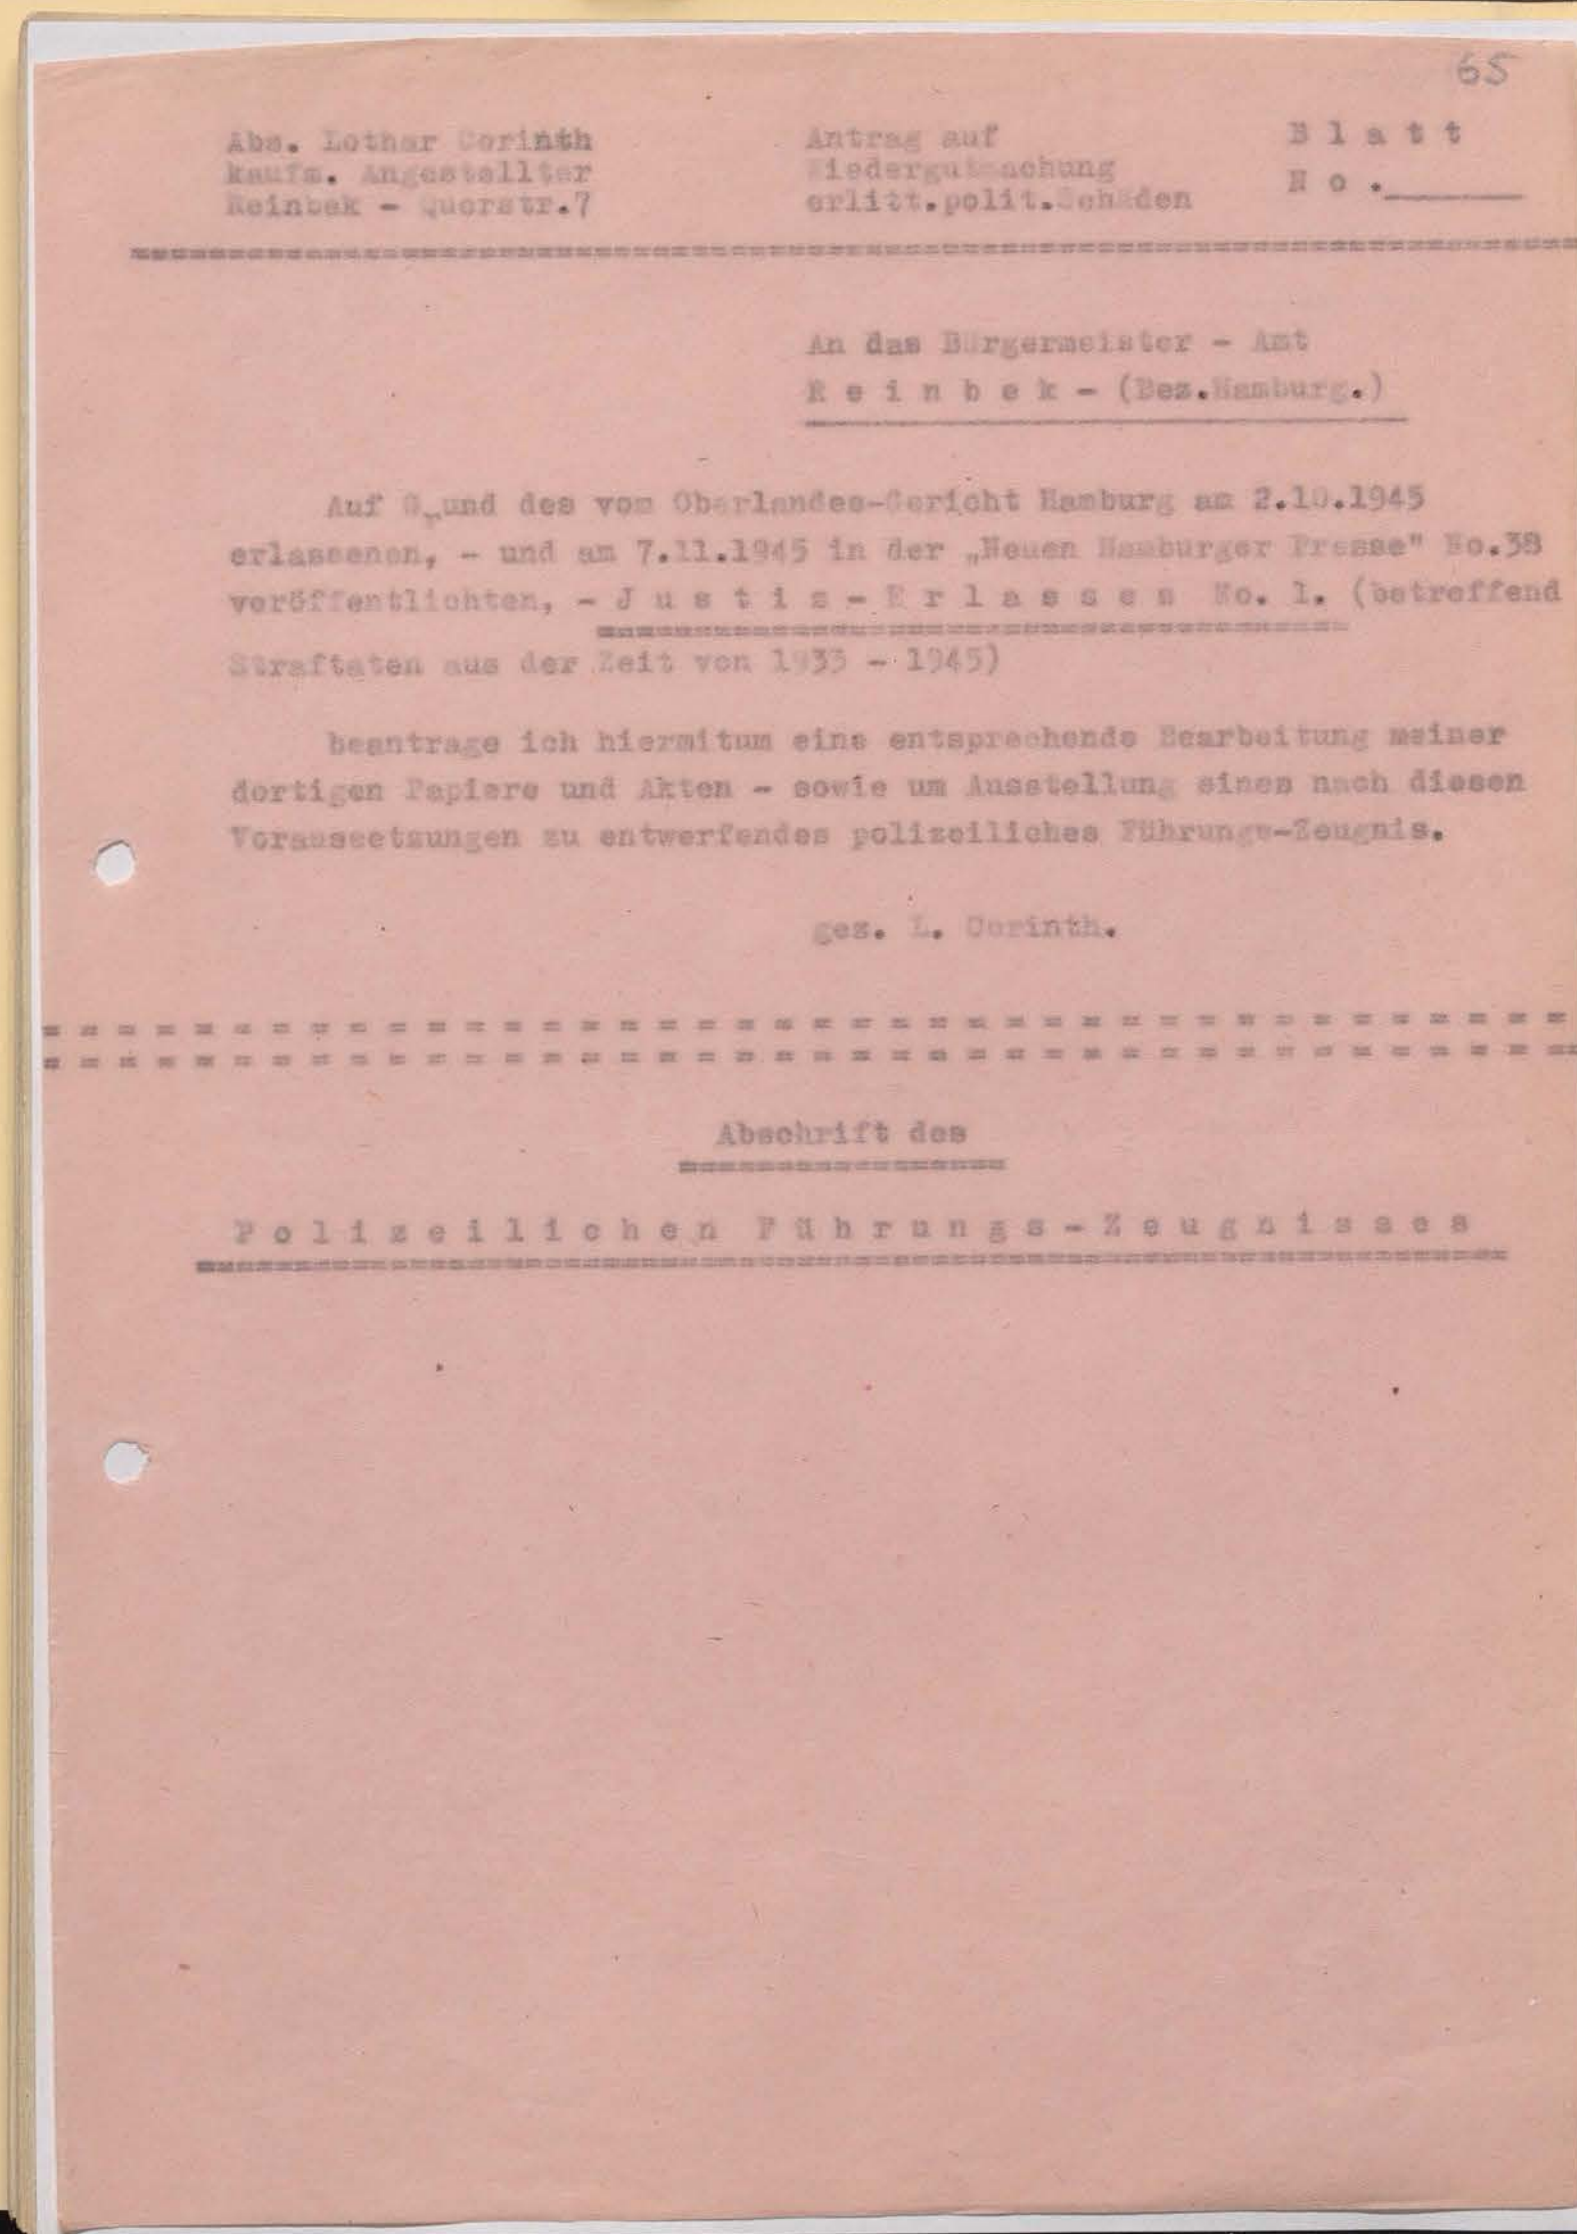 65
Abs. Lothar Corinth
kaufm. Angestellter
Reinbek - Querstr.7
Antrag auf
Wiedergutmachung
erlitt.polit.Schäden
B l a t t
N o .______
An das Bürgermeister - Amt
R e i n b e k - (Bez.Hamburg.)
Auf Grund des vom Oberlandes-Gericht Hamburg am 2.10.1945
erlassenen, - und am 7.11.1945 in der „Neuen Hamburger Presse" No.38
veröffentlichten, - J u s t i z - E r l a s s e s No. 1. (betreffend
Straftaten aus der Zeit von 1933 - 1945)
beantrage ich hiermitum eine entsprechende Bearbeitung meiner
dortigen Papiere und Akten - sowie um Ausstellung eines nach diesen
Voraussetzungen zu entwerfendes polizeiliches Führungs-Zeugnis.
gez. L. Corinth.
Abschrift des
P o l i z e i l i c h e n F ü h r u n g s - Z e u g n i s s e s